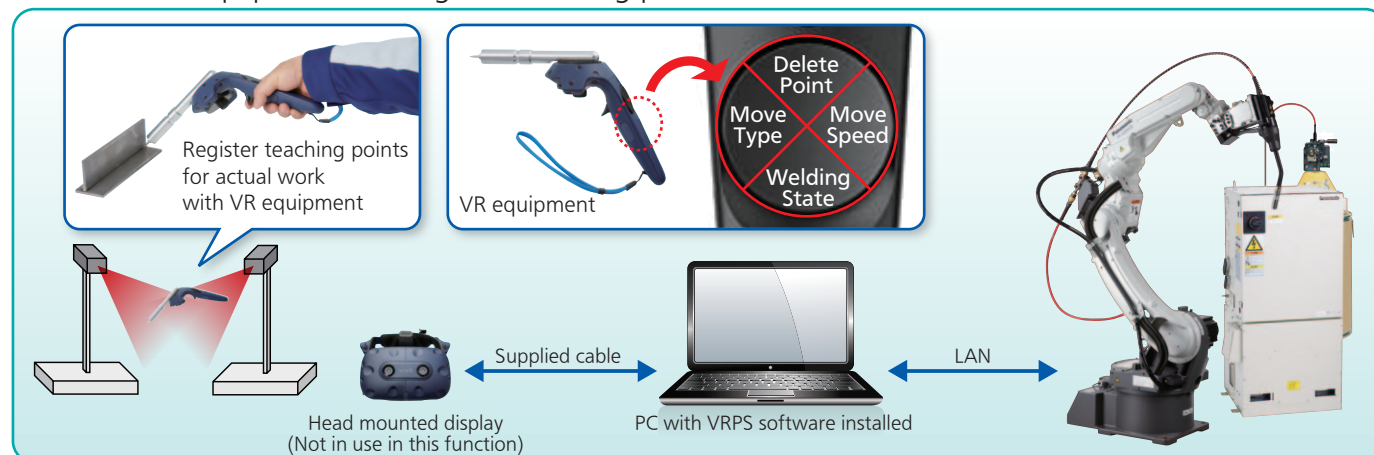 Register teaching points
for actual work
with VR equipment
VR equipment
Delete
Point
Move
Type
Move
Speed
Welding
State
Supplied cable
LAN
Head mounted display
(Not in use in this function)
PC with VRPS software installed